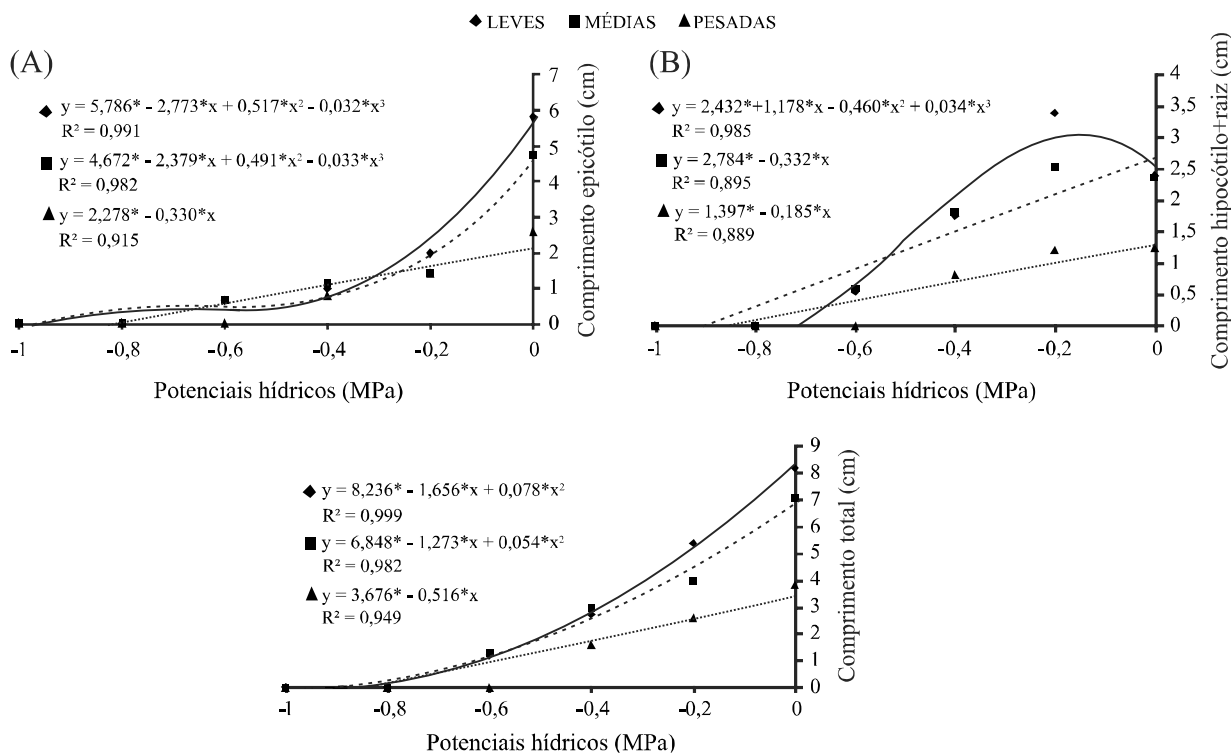 LEVES MÉDIAS PESADAS
(A)
y = 5,786* - 2,773*x + 0,517*x² - 0,032*x³
R² = 0,991
y = 4,672* - 2,379*x + 0,491*x² - 0,033*x³
R² = 0,982
y = 2,278* - 0,330*x
R² = 0,915
7
6
5
4
3
2
1
0
Comprimento epicótilo (cm)
-1 -0,8 -0,6 -0,4 -0,2 0
Potenciais hídricos (MPa)
(B)
y = 2,432*+1,178*x - 0,460*x² + 0,034*x³
R² = 0,985
y = 2,784* - 0,332*x
R² = 0,895
y = 1,397* - 0,185*x
R² = 0,889
4
3,5
3
2,5
2
1,5
1
0,5
0
Comprimento hipocótilo+raiz (cm)
-1 -0,8 -0,6 -0,4 -0,2 0
Potenciais hídricos (MPa)
y = 8,236* - 1,656*x + 0,078*x²
R² = 0,999
y = 6,848* - 1,273*x + 0,054*x²
R² = 0,982
y = 3,676* - 0,516*x
R² = 0,949
9
8
7
6
5
4
3
2
1
0
Comprimento total (cm)
-1 -0,8 -0,6 -0,4 -0,2 0
Potenciais hídricos (MPa)